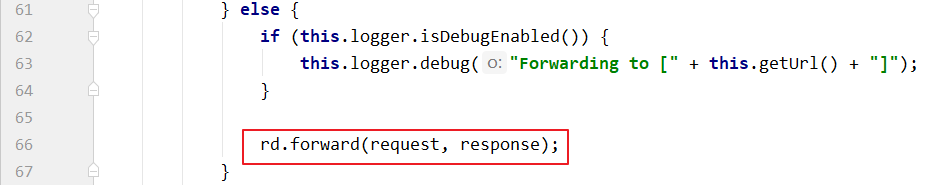 61 } else {
62 if (this.logger.isDebugEnabled()) {
63 this.logger.debug( o: "Forwarding to [" + this.getUrl() + "]");
64 }
65
66 rd.forward(request, response);
67 }